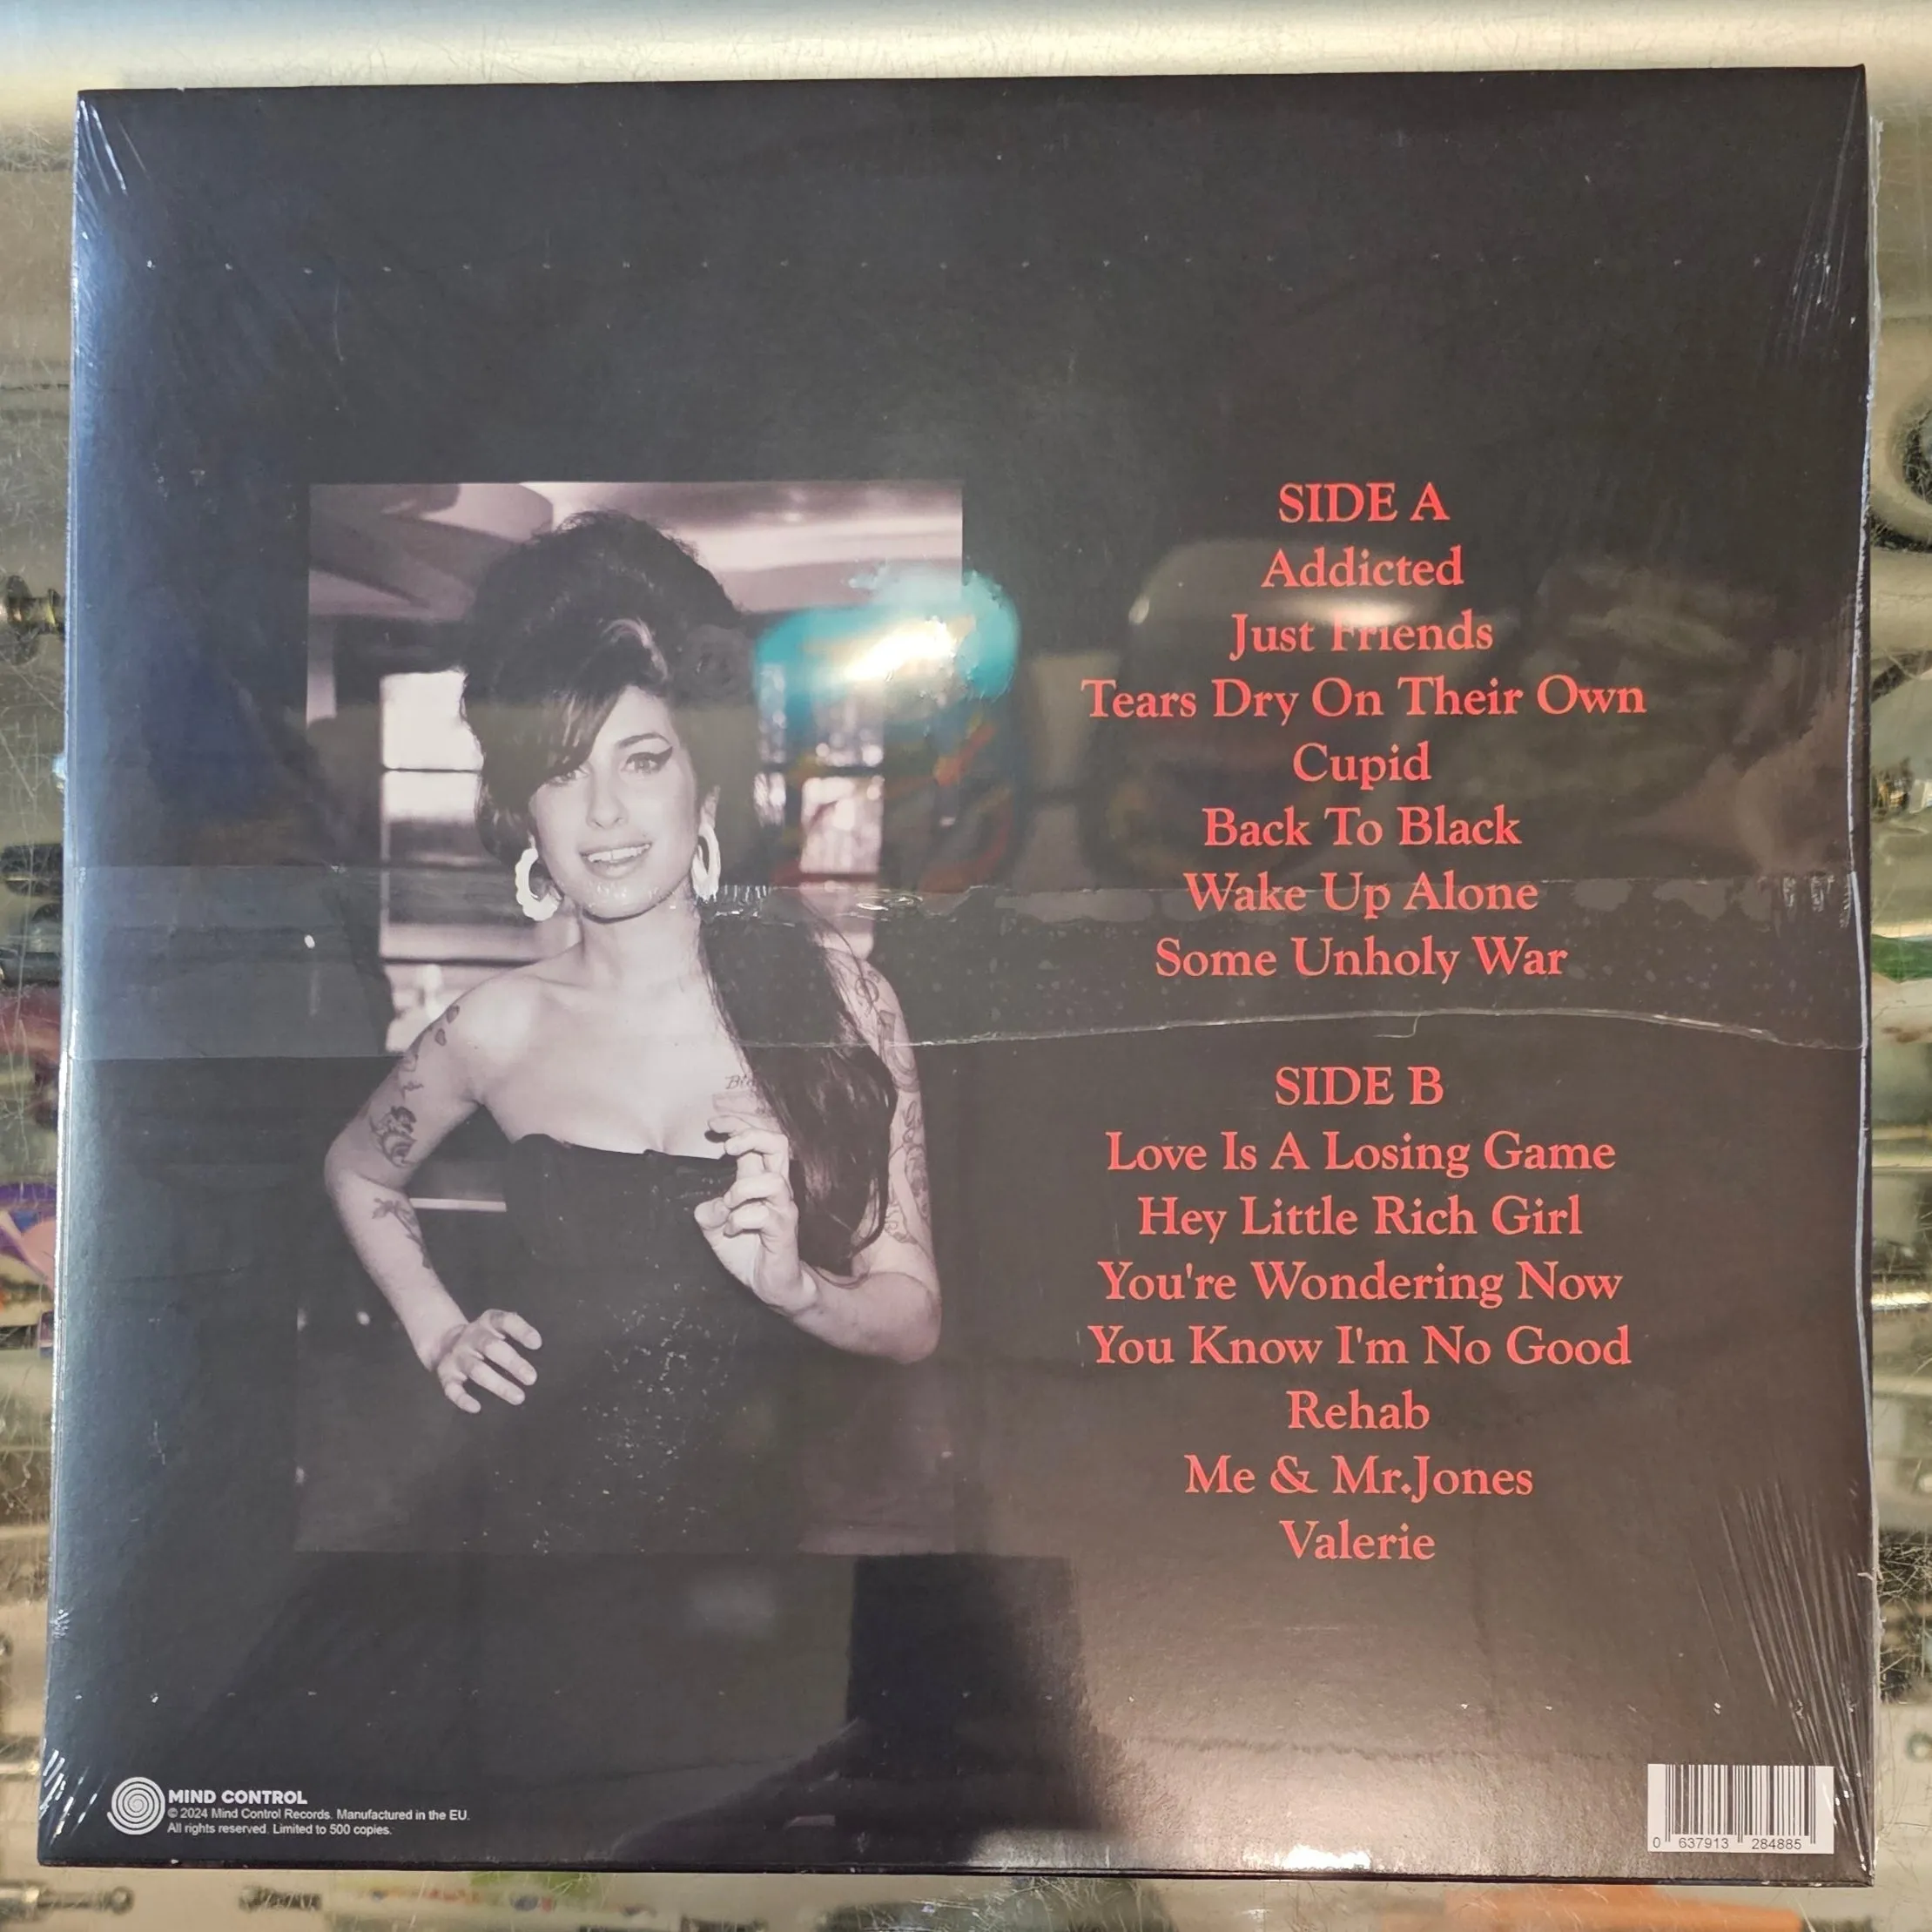 SIDE A
Addicted
Just Friends
Tears Dry On Their Own
Cupid
Back To Black
Wake Up Alone
Some Unholy War
SIDE B
Love Is A Losing Game
Hey Little Rich Girl
You're Wondering Now
You Know I'm No Good
Rehab
Me & Mr.Jones
Valerie
MIND CONTROL
© 2024 Mind Control Records. Manufactured in the EU.
All rights reserved. Limited to 500 copies.
0 637913 284885